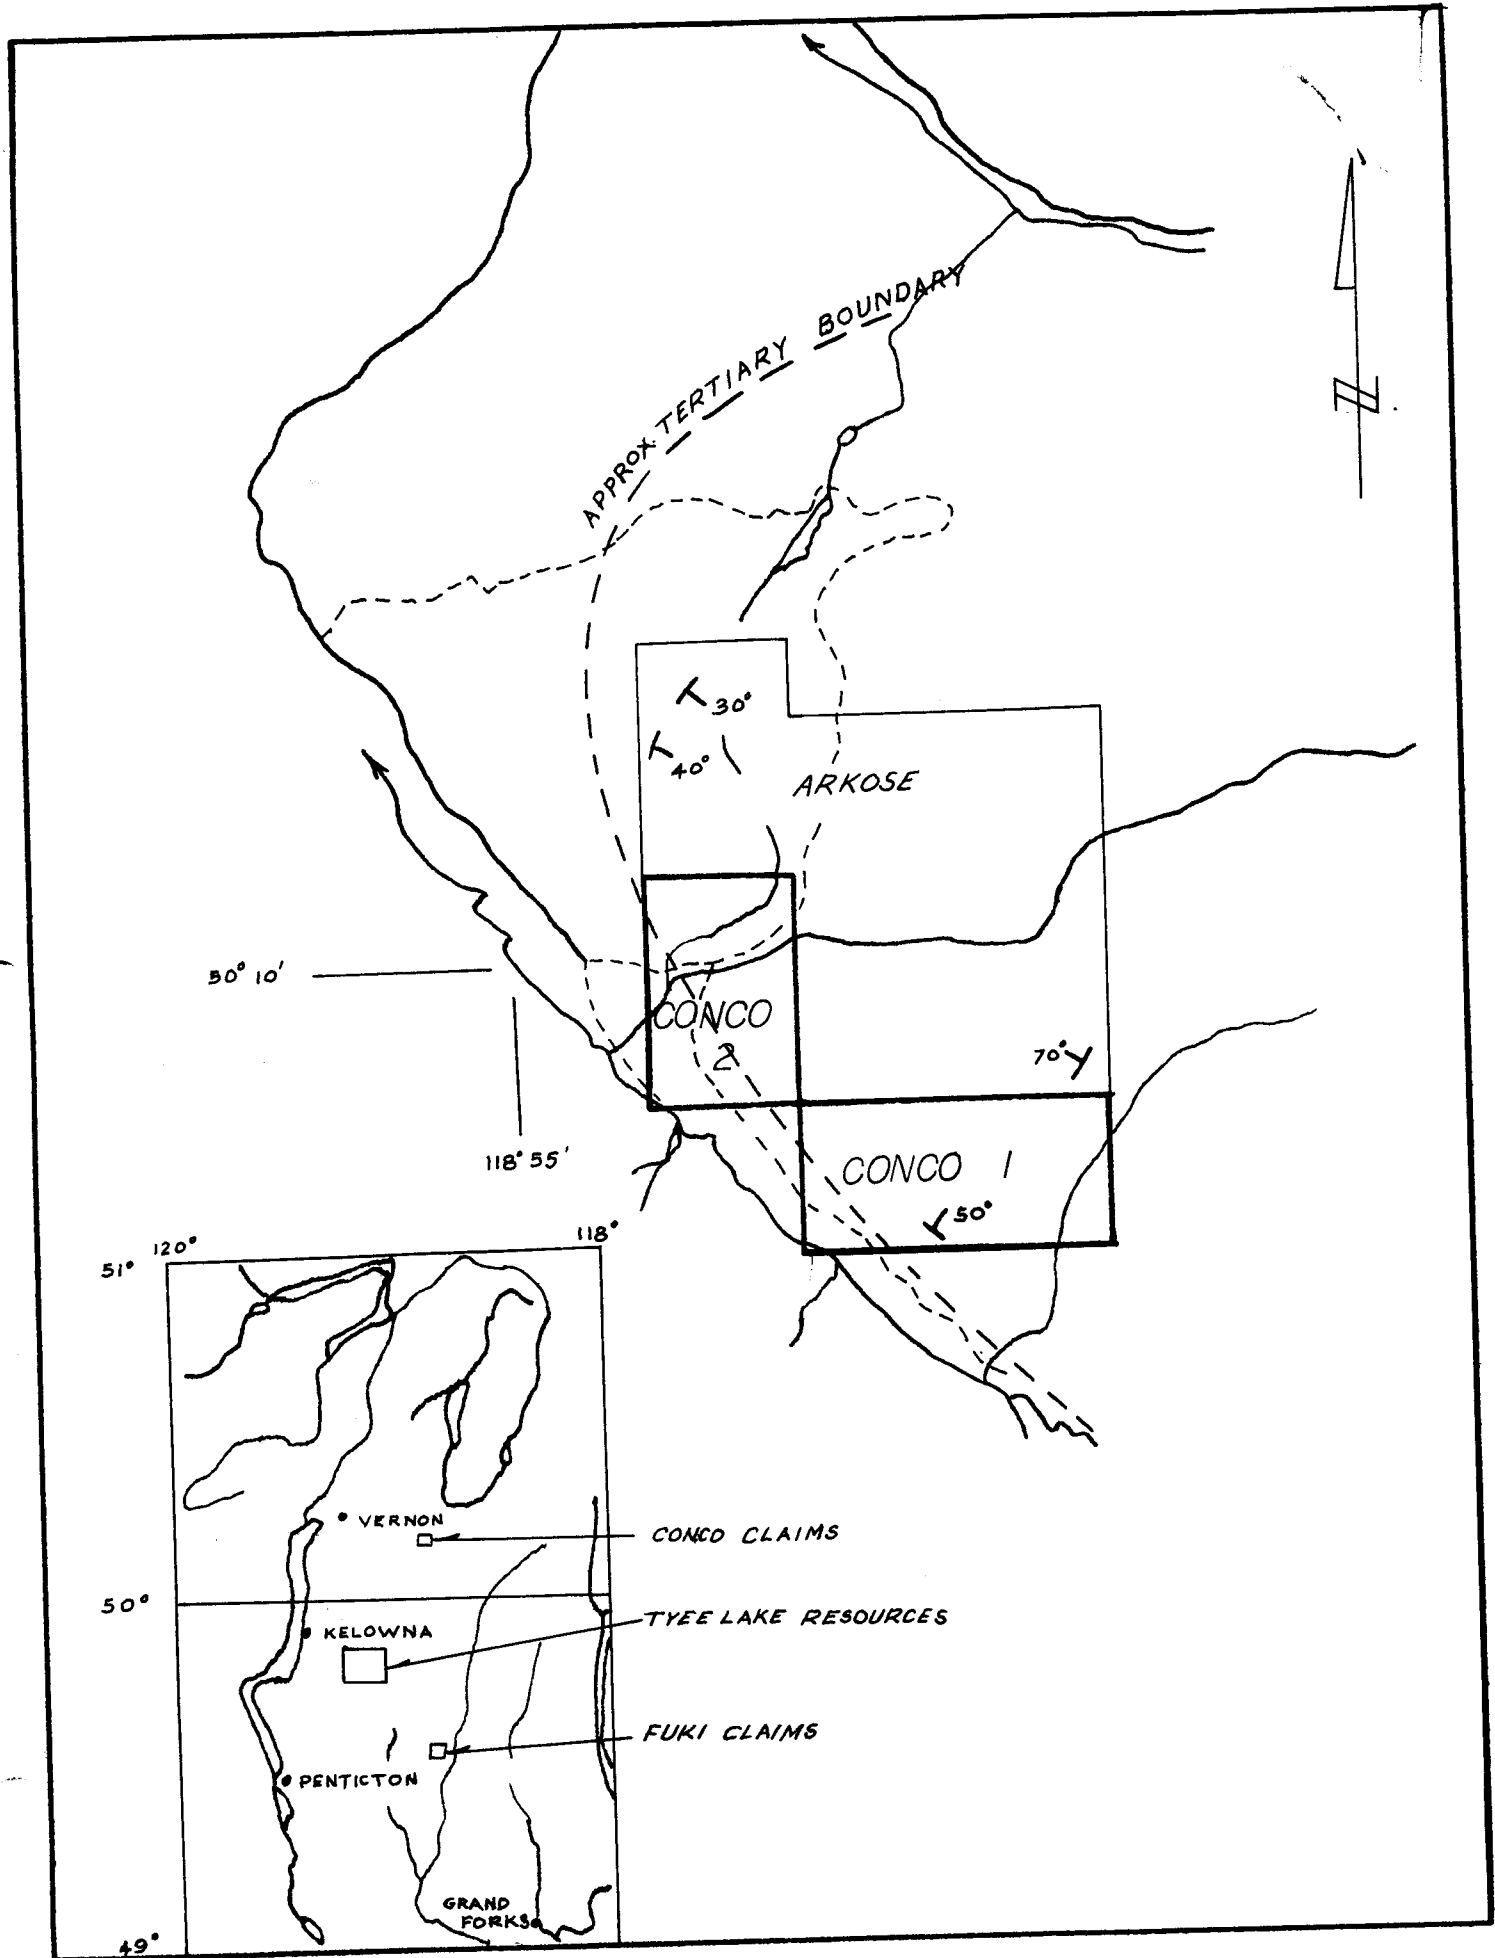 N
APPROX. TERTIARY BOUNDARY
30°
40°
ARKOSE
50° 10'
CONCO
2
70°
118° 55'
CONCO 1
50°
120°
118°
51°
VERNON
CONCO CLAIMS
50°
TYEE LAKE RESOURCES
KELOWNA
FUKI CLAIMS
PENTICTON
GRAND
FORKS
49°